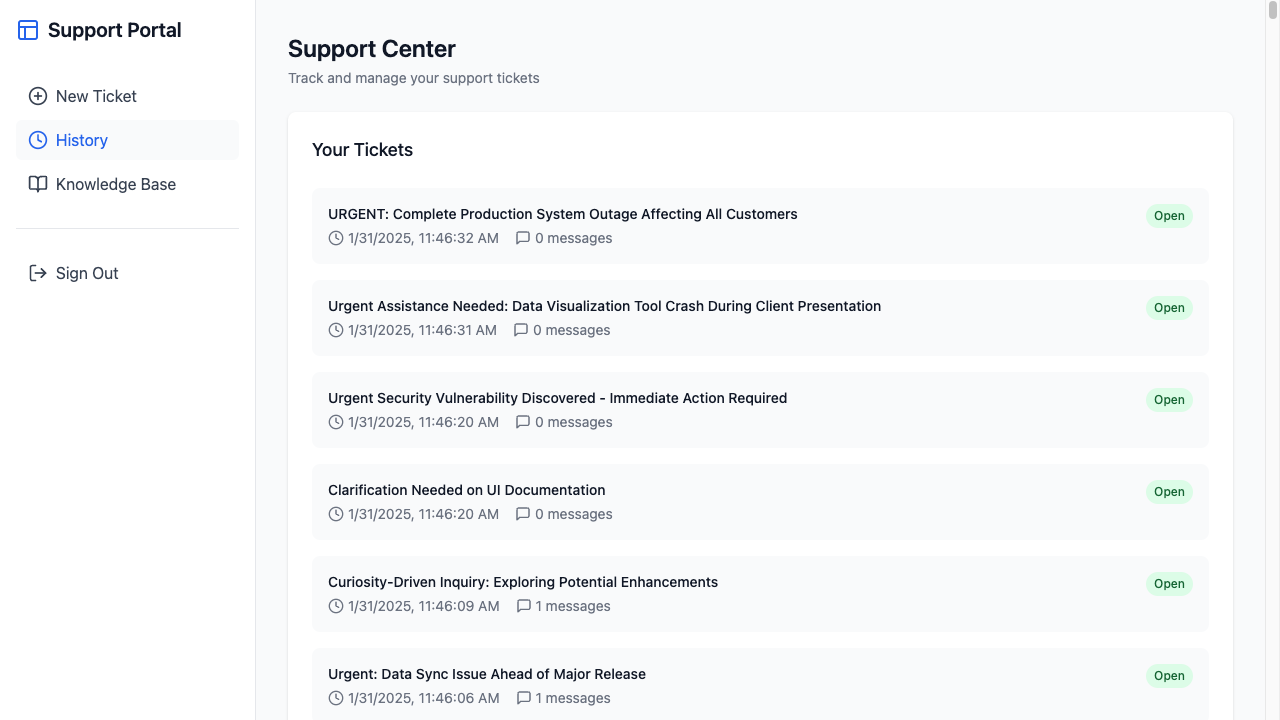 Support Portal
New Ticket
History
Knowledge Base
Sign Out
Support Center
Track and manage your support tickets
Your Tickets
URGENT: Complete Production System Outage Affecting All Customers
Open
1/31/2025, 11:46:32 AM 0 messages
Urgent Assistance Needed: Data Visualization Tool Crash During Client Presentation
Open
1/31/2025, 11:46:31 AM 0 messages
Urgent Security Vulnerability Discovered - Immediate Action Required
Open
1/31/2025, 11:46:20 AM 0 messages
Clarification Needed on UI Documentation
Open
1/31/2025, 11:46:20 AM 0 messages
Curiosity-Driven Inquiry: Exploring Potential Enhancements
Open
1/31/2025, 11:46:09 AM 1 messages
Urgent: Data Sync Issue Ahead of Major Release
Open
1/31/2025, 11:46:06 AM 1 messages